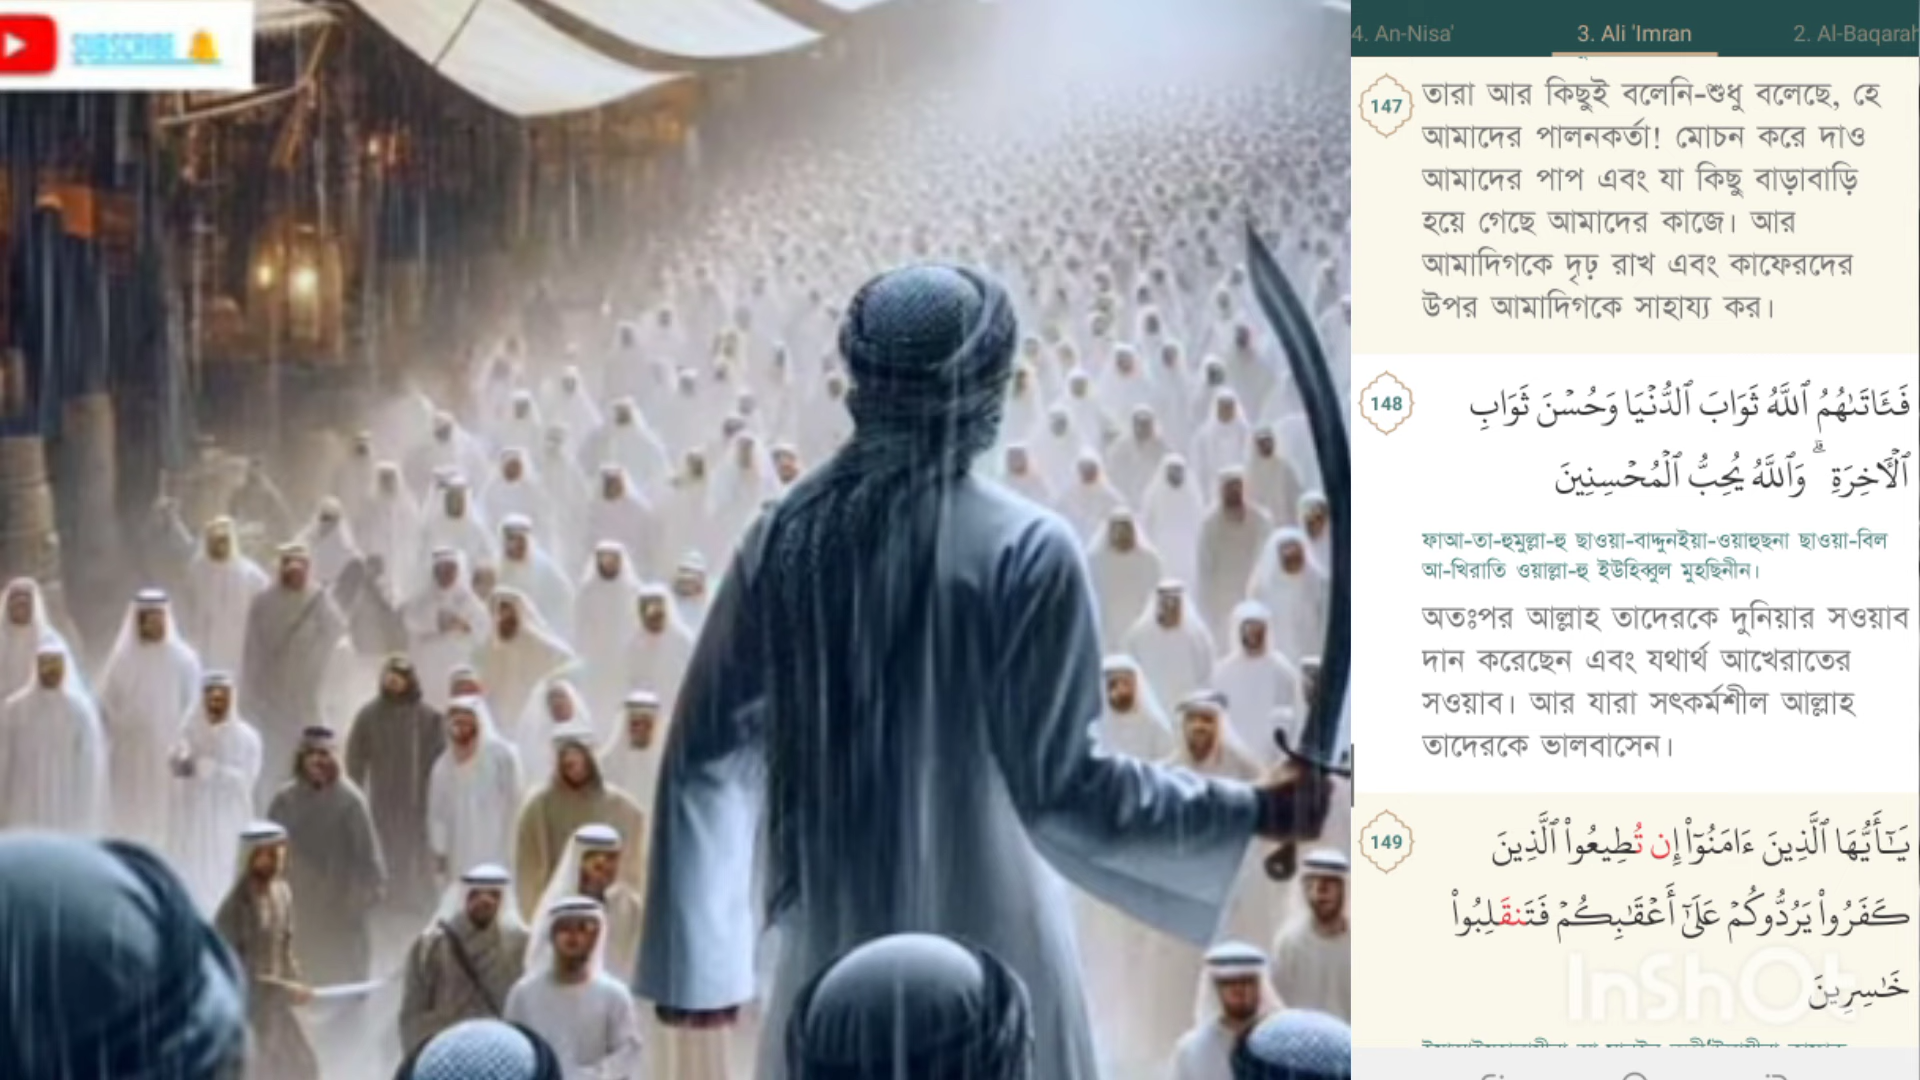 SUBSCRIBE
4. An-Nisa'
3. Ali 'Imran
2. Al-Baqarah
147
তারা আর কিছুই বলেনি-শুধু বলেছে, হে
আমাদের পালনকর্তা! মোচন করে দাও
আমাদের পাপ এবং যা কিছু বাড়াবাড়ি
হয়ে গেছে আমাদের কাজে। আর
আমাদিগকে দৃঢ় রাখ এবং কাফেরদের
উপর আমাদিগকে সাহায্য কর।
148
فَـَٔاتَىٰهُمُ ٱللَّهُ ثَوَابَ ٱلدُّنْيَا وَحُسْنَ ثَوَابِ
ٱلْـَٔاخِرَةِ ۗ وَٱللَّهُ يُحِبُّ ٱلْمُحْسِنِينَ
ফাআ-তা-হুমুল্লা-হু ছাওয়া-বাদ্দুনইয়া-ওয়াহুছনা ছাওয়া-বিল
আ-খিরাতি ওয়াল্লা-হু ইউহিব্বুল মুহছিনীন।
অতঃপর আল্লাহ তাদেরকে দুনিয়ার সওয়াব
দান করেছেন এবং যথার্থ আখেরাতের
সওয়াব। আর যারা সৎকর্মশীল আল্লাহ
তাদেরকে ভালবাসেন।
149
يَـٰٓأَيُّهَا ٱلَّذِينَ ءَامَنُوٓا۟ إِن تُطِيعُوا۟ ٱلَّذِينَ
كَفَرُوا۟ يَرُدُّوكُمْ عَلَىٰٓ أَعْقَـٰبِكُمْ فَتَنقَلِبُوا۟
خَـٰسِرِينَ
InShOt